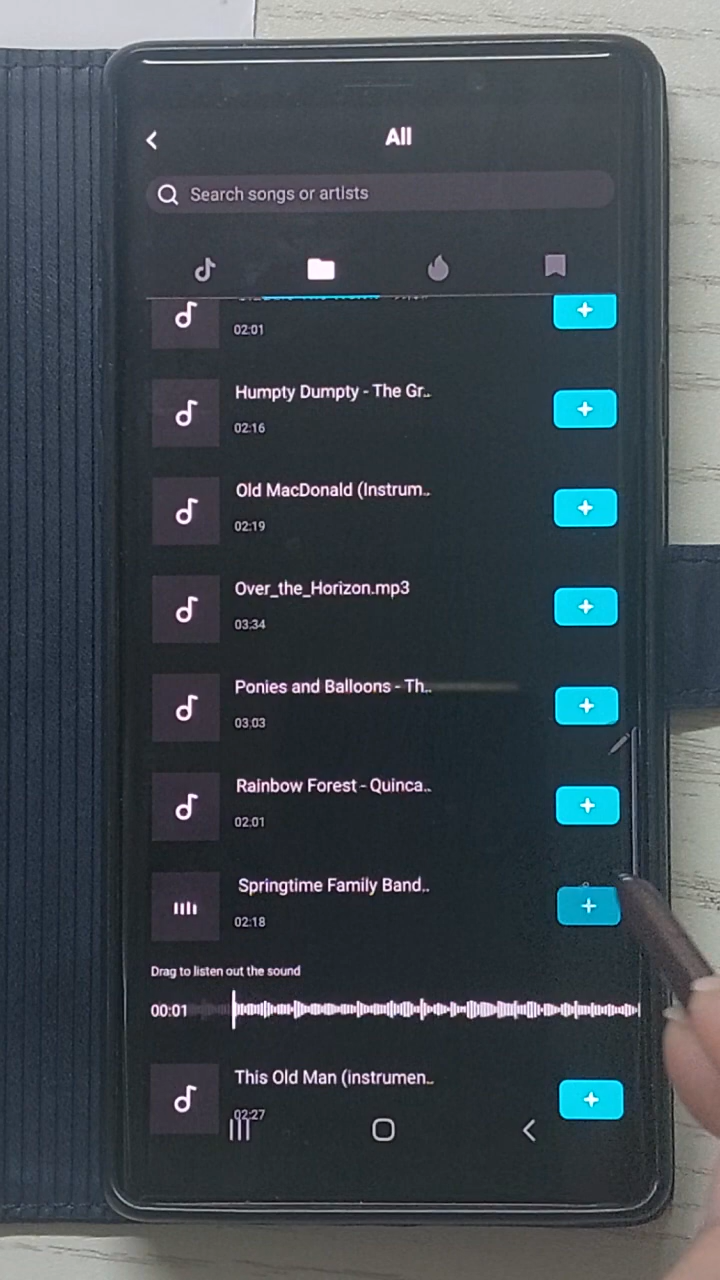 All
Search songs or artists
02:01
Humpty Dumpty - The Gr..
02:16
Old MacDonald (Instrum..
02:19
Over_the_Horizon.mp3
03:34
Ponies and Balloons - Th..
03:03
Rainbow Forest - Quinca..
02:01
Springtime Family Band..
02:18
Drag to listen out the sound
00:01
This Old Man (instrumen..
02:27